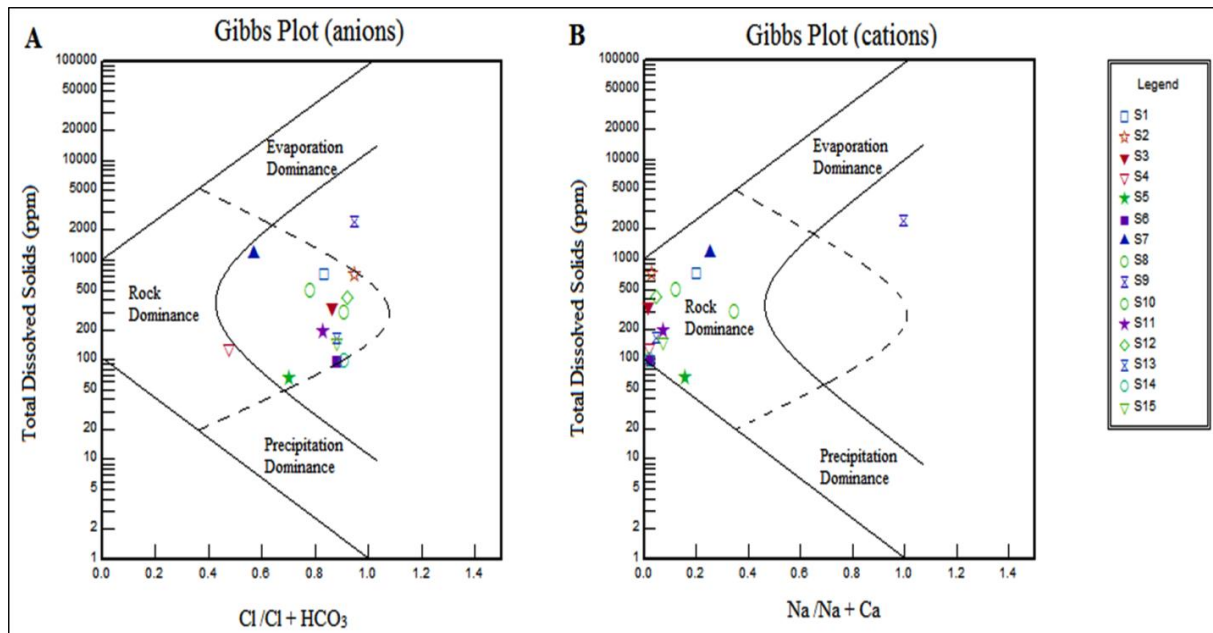 A
Gibbs Plot (anions)
100000
50000
20000
10000
5000
2000
1000
500
200
100
50
20
10
5
2
1
0.0
0.2
0.4
0.6
0.8
1.0
1.2
1.4
Total Dissolved Solids (ppm)
Evaporation
Dominance
Rock
Dominance
Precipitation
Dominance
Cl /Cl + HCO₃
B
Gibbs Plot (cations)
100000
50000
20000
10000
5000
2000
1000
500
200
100
50
20
10
5
2
1
0.0
0.2
0.4
0.6
0.8
1.0
1.2
1.4
Total Dissolved Solids (ppm)
Evaporation
Dominance
Rock
Dominance
Precipitation
Dominance
Na /Na + Ca
Legend
S1
S2
S3
S4
S5
S6
S7
S8
S9
S10
S11
S12
S13
S14
S15